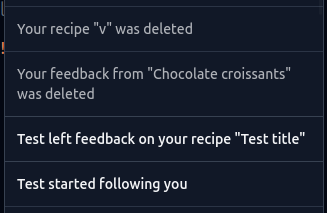 Your recipe "v" was deleted
Your feedback from "Chocolate croissants"
was deleted
Test left feedback on your recipe "Test title"
Test started following you